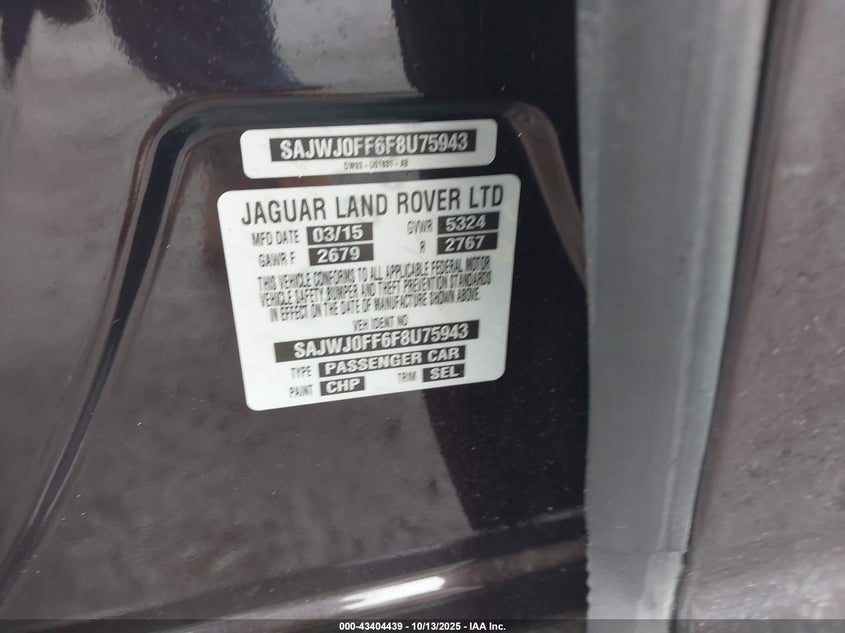 SAJWJ0FF6F8U75943
JAGUAR LAND ROVER LTD
MFD DATE 03/15 GVWR 5324
GAWR F 2679 R 2767
THIS VEHICLE CONFORMS TO ALL APPLICABLE FEDERAL MOTOR
VEHICLE SAFETY, BUMPER AND THEFT PREVENTION STANDARDS
IN EFFECT ON THE DATE OF MANUFACTURE SHOWN ABOVE.
VEH IDENT NO
SAJWJ0FF6F8U75943
TYPE PASSENGER CAR
PAINT CHP TRIM SEL
000-43404439 - 10/13/2025 - IAA Inc.